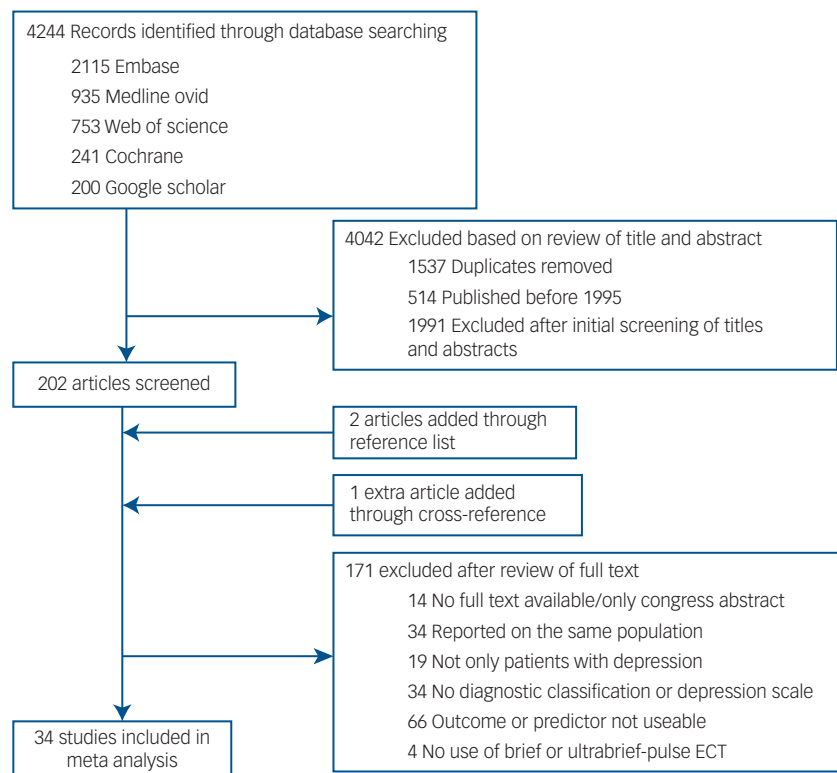 4244 Records identified through database searching
2115 Embase
935 Medline ovid
753 Web of science
241 Cochrane
200 Google scholar
4042 Excluded based on review of title and abstract
1537 Duplicates removed
514 Published before 1995
1991 Excluded after initial screening of titles
and abstracts
202 articles screened
2 articles added through
reference list
1 extra article added
through cross-reference
171 excluded after review of full text
14 No full text available/only congress abstract
34 Reported on the same population
19 Not only patients with depression
34 No diagnostic classification or depression scale
66 Outcome or predictor not useable
4 No use of brief or ultrabrief-pulse ECT
34 studies included in
meta analysis